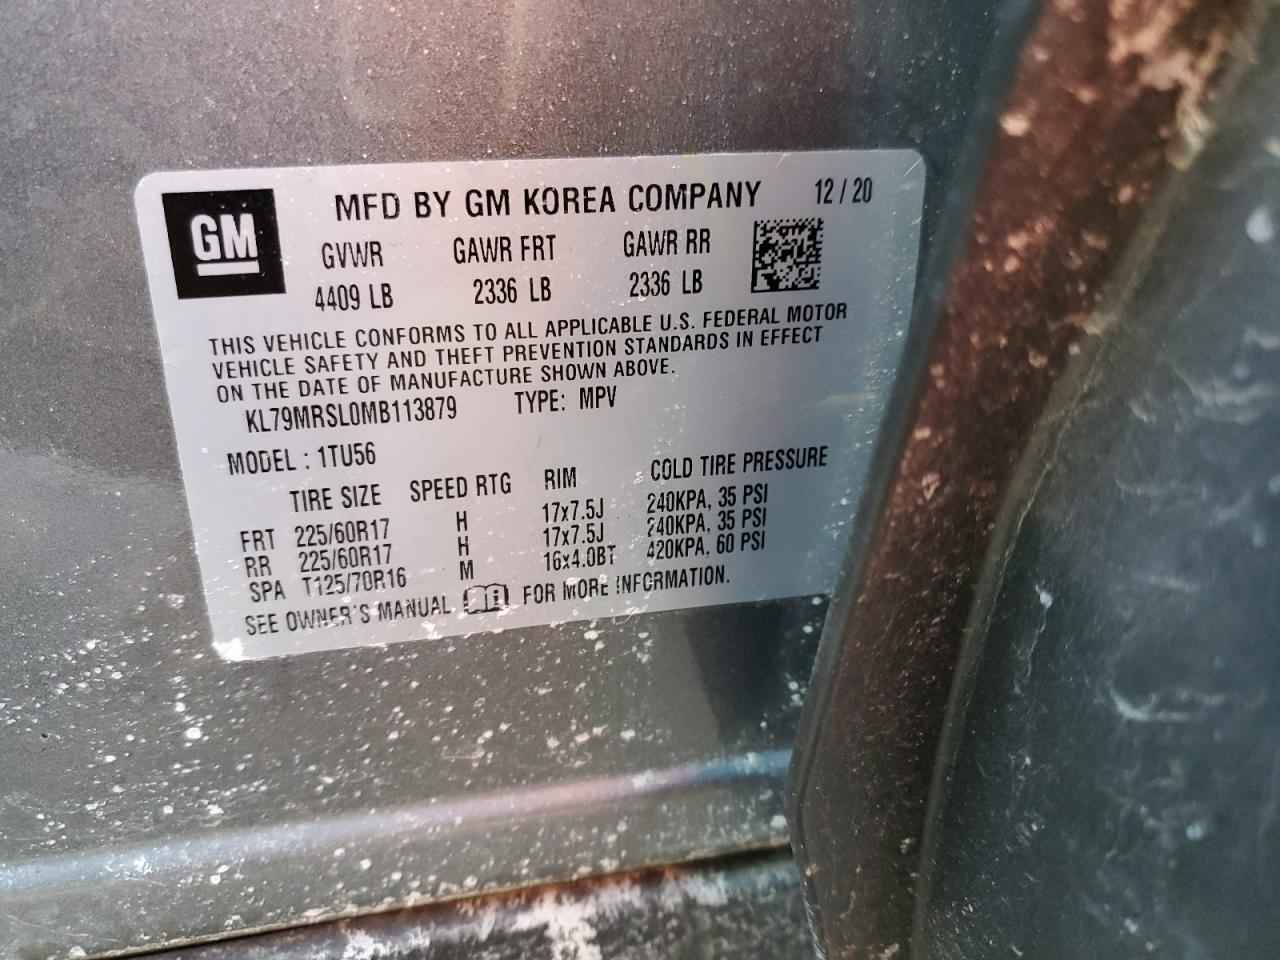 GM
MFD BY GM KOREA COMPANY 12 / 20
GVWR GAWR FRT GAWR RR
4409 LB 2336 LB 2336 LB
THIS VEHICLE CONFORMS TO ALL APPLICABLE U.S. FEDERAL MOTOR
VEHICLE SAFETY AND THEFT PREVENTION STANDARDS IN EFFECT
ON THE DATE OF MANUFACTURE SHOWN ABOVE.
KL79MRSL0MB113879 TYPE: MPV
MODEL : 1TU56
TIRE SIZE SPEED RTG RIM COLD TIRE PRESSURE
FRT 225/60R17 H 17x7.5J 240KPA, 35 PSI
RR 225/60R17 H 17x7.5J 240KPA, 35 PSI
SPA T125/70R16 M 16x4.0BT 420KPA, 60 PSI
SEE OWNER'S MANUAL i FOR MORE INFORMATION.